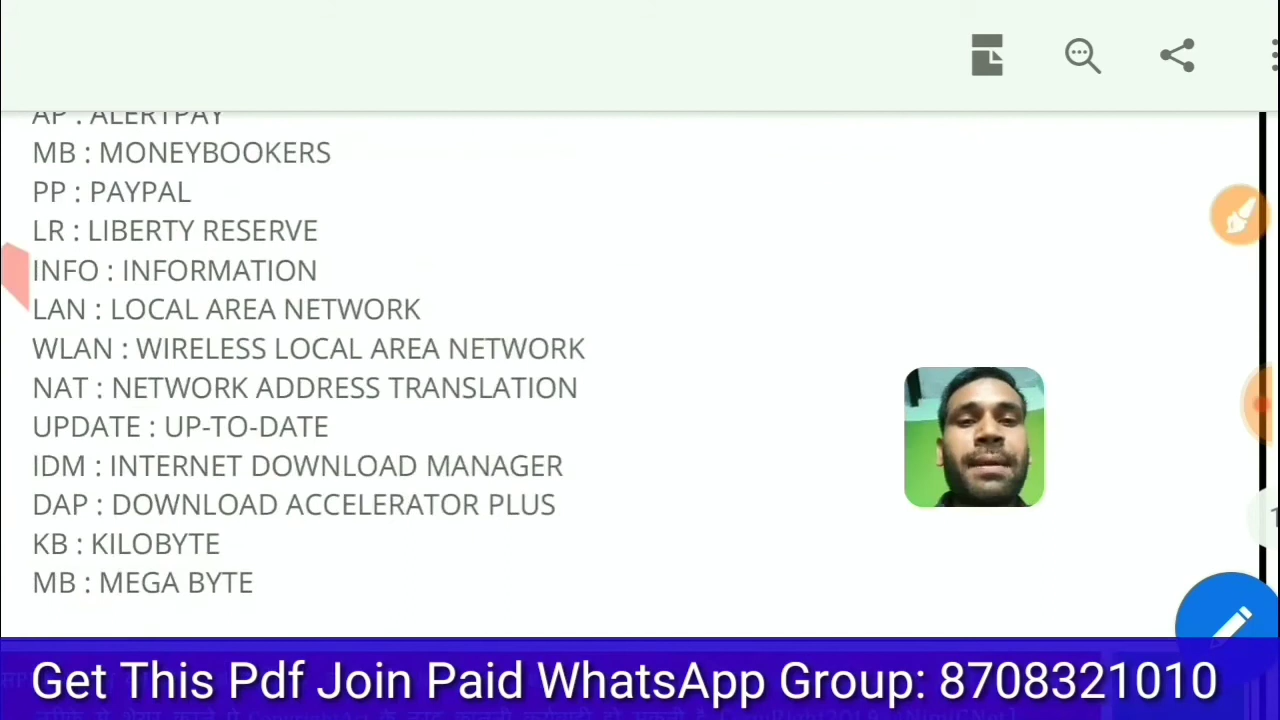 AP : ALERTPAY
MB : MONEYBOOKERS
PP : PAYPAL
LR : LIBERTY RESERVE
INFO : INFORMATION
LAN : LOCAL AREA NETWORK
WLAN : WIRELESS LOCAL AREA NETWORK
NAT : NETWORK ADDRESS TRANSLATION
UPDATE : UP-TO-DATE
IDM : INTERNET DOWNLOAD MANAGER
DAP : DOWNLOAD ACCELERATOR PLUS
KB : KILOBYTE
MB : MEGA BYTE
Get This Pdf Join Paid WhatsApp Group: 8708321010